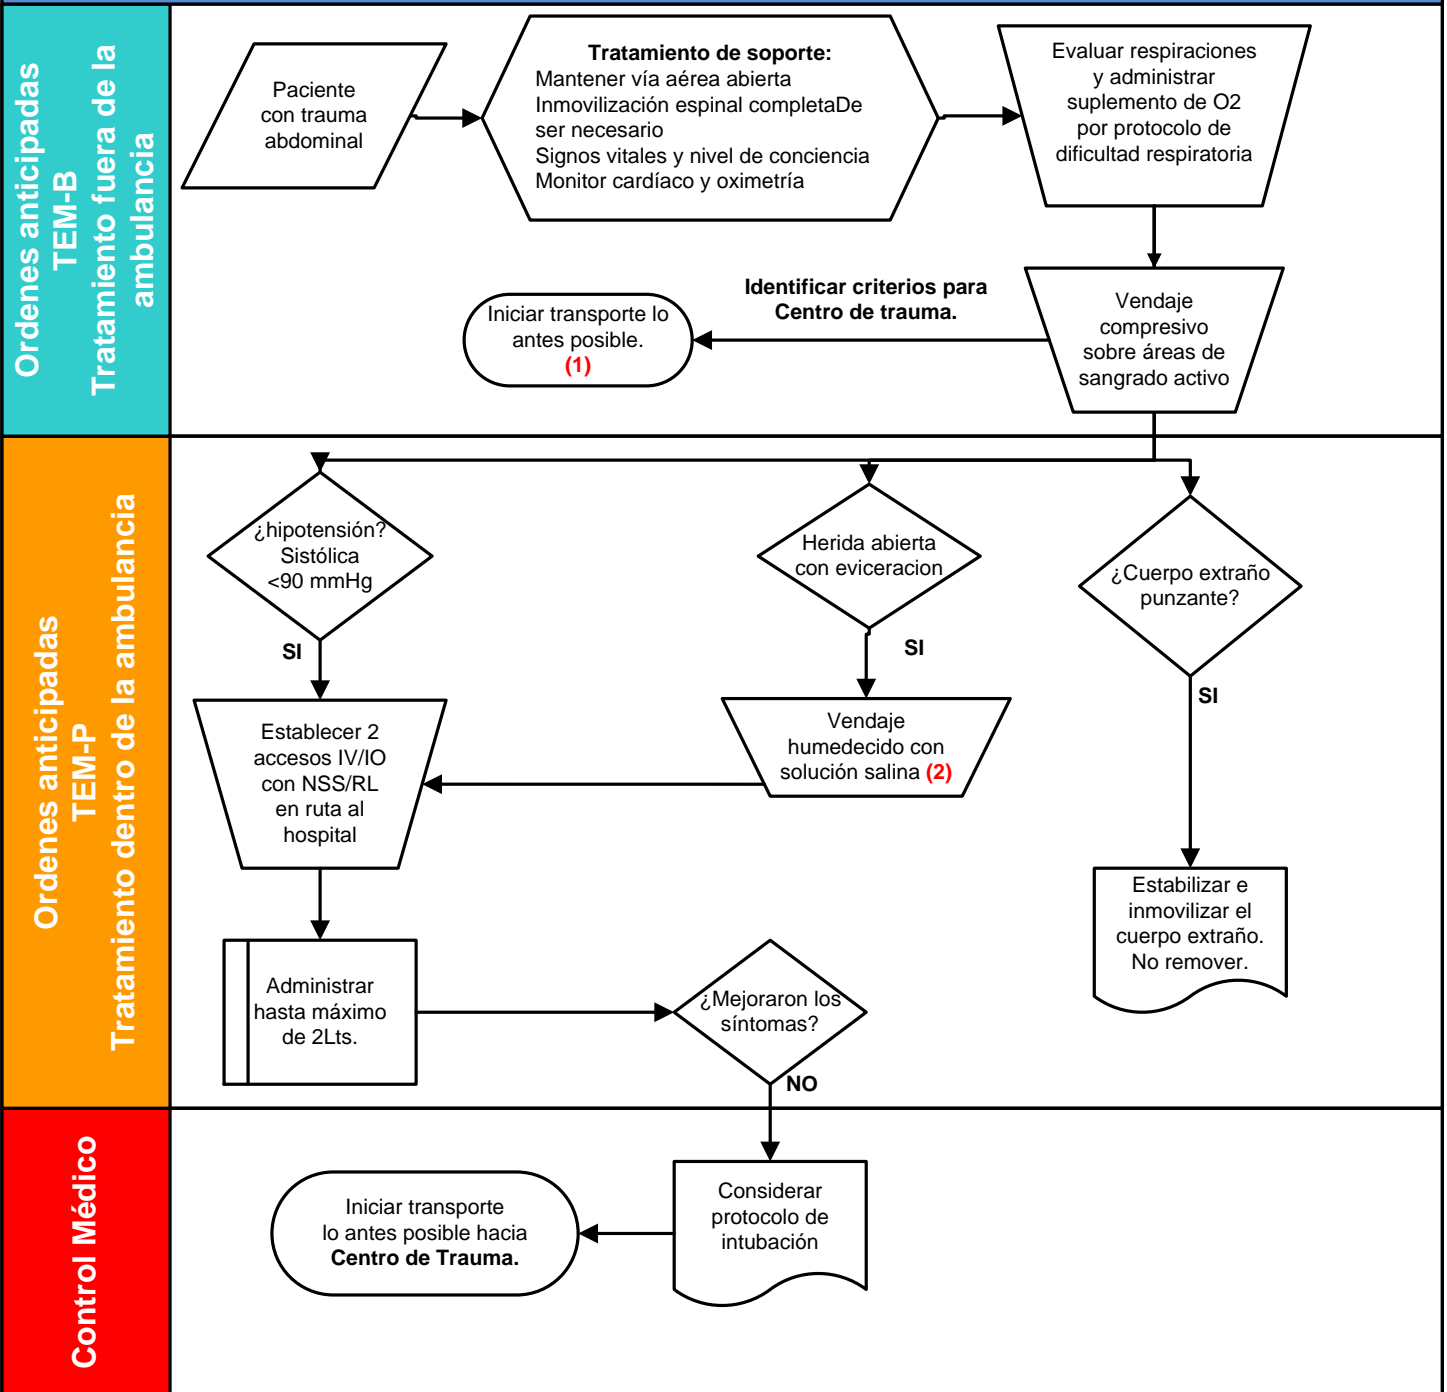 Ordenes anticipadas
TEM-B
Tratamiento fuera de la
ambulancia
Paciente
con trauma
abdominal
Tratamiento de soporte:
Mantener vía aérea abierta
Inmovilización espinal completaDe
ser necesario
Signos vitales y nivel de conciencia
Monitor cardíaco y oximetría
Evaluar respiraciones
y administrar
suplemento de O2
por protocolo de
dificultad respiratoria
Vendaje
compresivo
sobre áreas de
sangrado activo
Identificar criterios para
Centro de trauma.
Iniciar transporte lo
antes posible.
(1)
Ordenes anticipadas
TEM-P
Tratamiento dentro de la ambulancia
¿hipotensión?
Sistólica
<90 mmHg
SI
Herida abierta
con eviceracion
SI
¿Cuerpo extraño
punzante?
SI
Establecer 2
accesos IV/IO
con NSS/RL
en ruta al
hospital
Vendaje
humedecido con
solución salina (2)
Estabilizar e
inmovilizar el
cuerpo extraño.
No remover.
Administrar
hasta máximo
de 2Lts.
¿Mejoraron los
síntomas?
NO
Control Médico
Considerar
protocolo de
intubación
Iniciar transporte
lo antes posible hacia
Centro de Trauma.